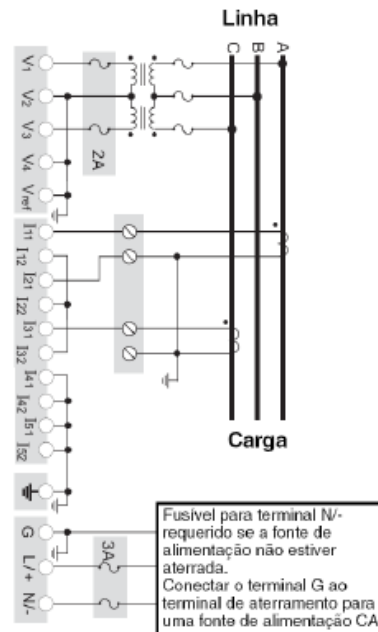 Linha
C B A
V1
V2
V3
V4
Vref
2A
I11
I12
I21
I22
I31
I32
I41
I42
I51
I52
Carga
G
L/+
N/-
3A
Fusível para terminal N/-
requerido se a fonte de
alimentação não estiver
aterrada.
Conectar o terminal G ao
terminal de aterramento para
uma fonte de alimentação CA